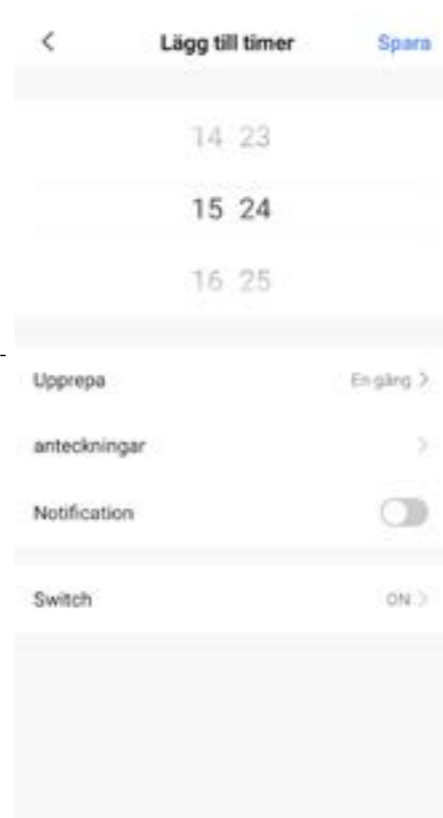 Lägg till timer Spara
14 23
15 24
16 25
Upprepa En gång
anteckningar
Notification
Switch ON